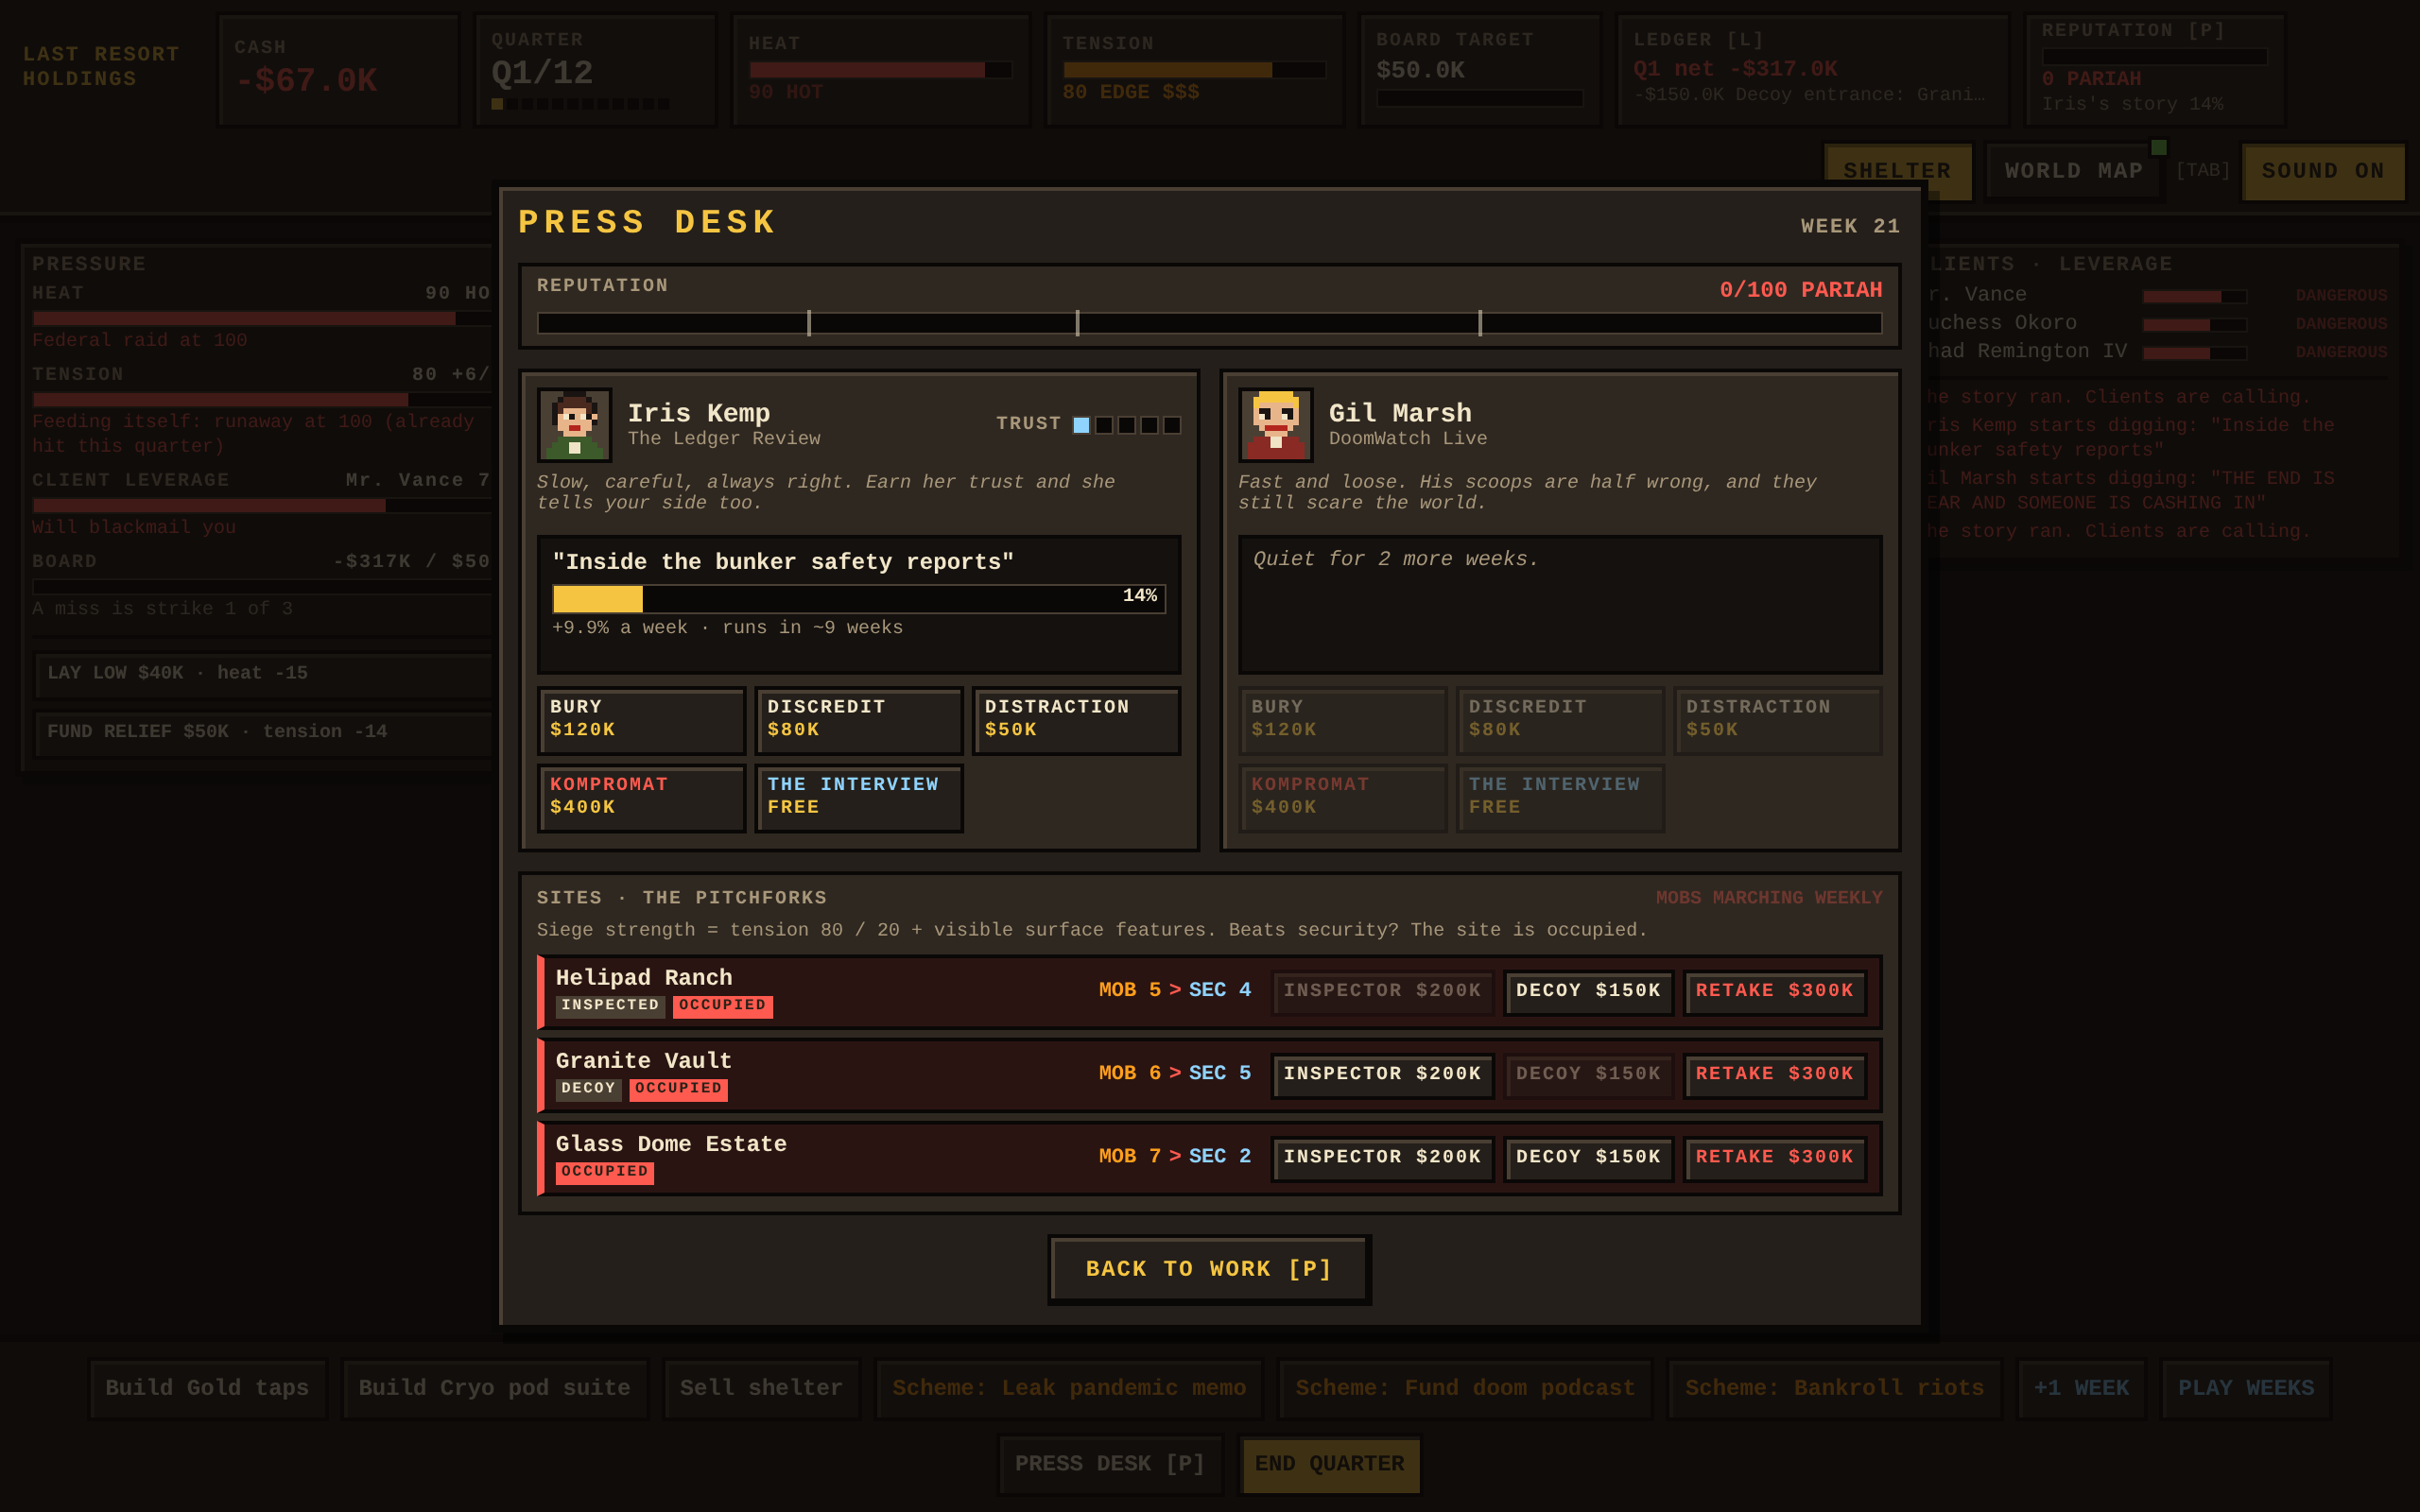 LAST RESORT
HOLDINGS
CASH
-$67.0K
QUARTER
Q1/12
HEAT
90 HOT
TENSION
80 EDGE $$$
BOARD TARGET
$50.0K
LEDGER [L]
Q1 net -$317.0K
-$150.0K Decoy entrance: Grani…
REPUTATION [P]
0 PARIAH
Iris's story 14%
SHELTER
WORLD MAP
[TAB]
SOUND ON
PRESSURE
HEAT
90 HO
Federal raid at 100
TENSION
80 +6/
Feeding itself: runaway at 100 (already
hit this quarter)
CLIENT LEVERAGE
Mr. Vance 7
Will blackmail you
BOARD
-$317K / $50
A miss is strike 1 of 3
LAY LOW $40K · heat -15
FUND RELIEF $50K · tension -14
PRESS DESK
WEEK 21
REPUTATION
0/100 PARIAH
Iris Kemp
The Ledger Review
TRUST
Slow, careful, always right. Earn her trust and she
tells your side too.
"Inside the bunker safety reports"
14%
+9.9% a week · runs in ~9 weeks
BURY
$120K
DISCREDIT
$80K
DISTRACTION
$50K
KOMPROMAT
$400K
THE INTERVIEW
FREE
Gil Marsh
DoomWatch Live
Fast and loose. His scoops are half wrong, and they
still scare the world.
Quiet for 2 more weeks.
BURY
$120K
DISCREDIT
$80K
DISTRACTION
$50K
KOMPROMAT
$400K
THE INTERVIEW
FREE
SITES · THE PITCHFORKS
MOBS MARCHING WEEKLY
Siege strength = tension 80 / 20 + visible surface features. Beats security? The site is occupied.
Helipad Ranch
INSPECTED
OCCUPIED
MOB 5 > SEC 4
INSPECTOR $200K
DECOY $150K
RETAKE $300K
Granite Vault
DECOY
OCCUPIED
MOB 6 > SEC 5
INSPECTOR $200K
DECOY $150K
RETAKE $300K
Glass Dome Estate
OCCUPIED
MOB 7 > SEC 2
INSPECTOR $200K
DECOY $150K
RETAKE $300K
BACK TO WORK [P]
LIENTS · LEVERAGE
r. Vance
DANGEROUS
uchess Okoro
DANGEROUS
had Remington IV
DANGEROUS
he story ran. Clients are calling.
ris Kemp starts digging: "Inside the
unker safety reports"
il Marsh starts digging: "THE END IS
EAR AND SOMEONE IS CASHING IN"
he story ran. Clients are calling.
Build Gold taps
Build Cryo pod suite
Sell shelter
Scheme: Leak pandemic memo
Scheme: Fund doom podcast
Scheme: Bankroll riots
+1 WEEK
PLAY WEEKS
PRESS DESK [P]
END QUARTER